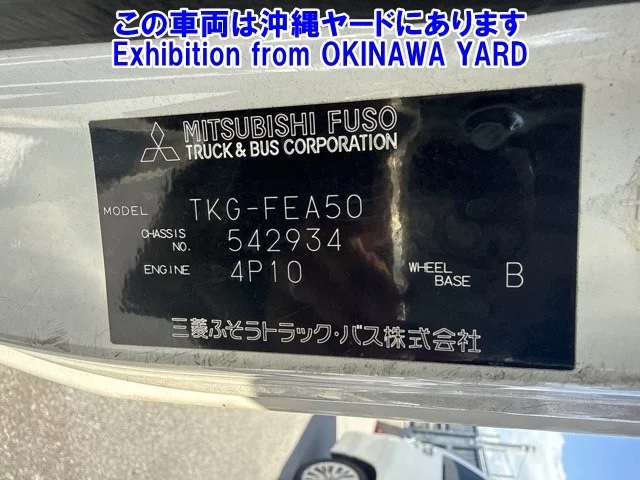 この車両は沖縄ヤードにあります
Exhibition from OKINAWA YARD
MITSUBISHI FUSO
TRUCK & BUS CORPORATION
MODEL TKG-FEA50
CHASSIS NO. 542934
ENGINE 4P10 WHEEL BASE B
三菱ふそうトラック・バス株式会社